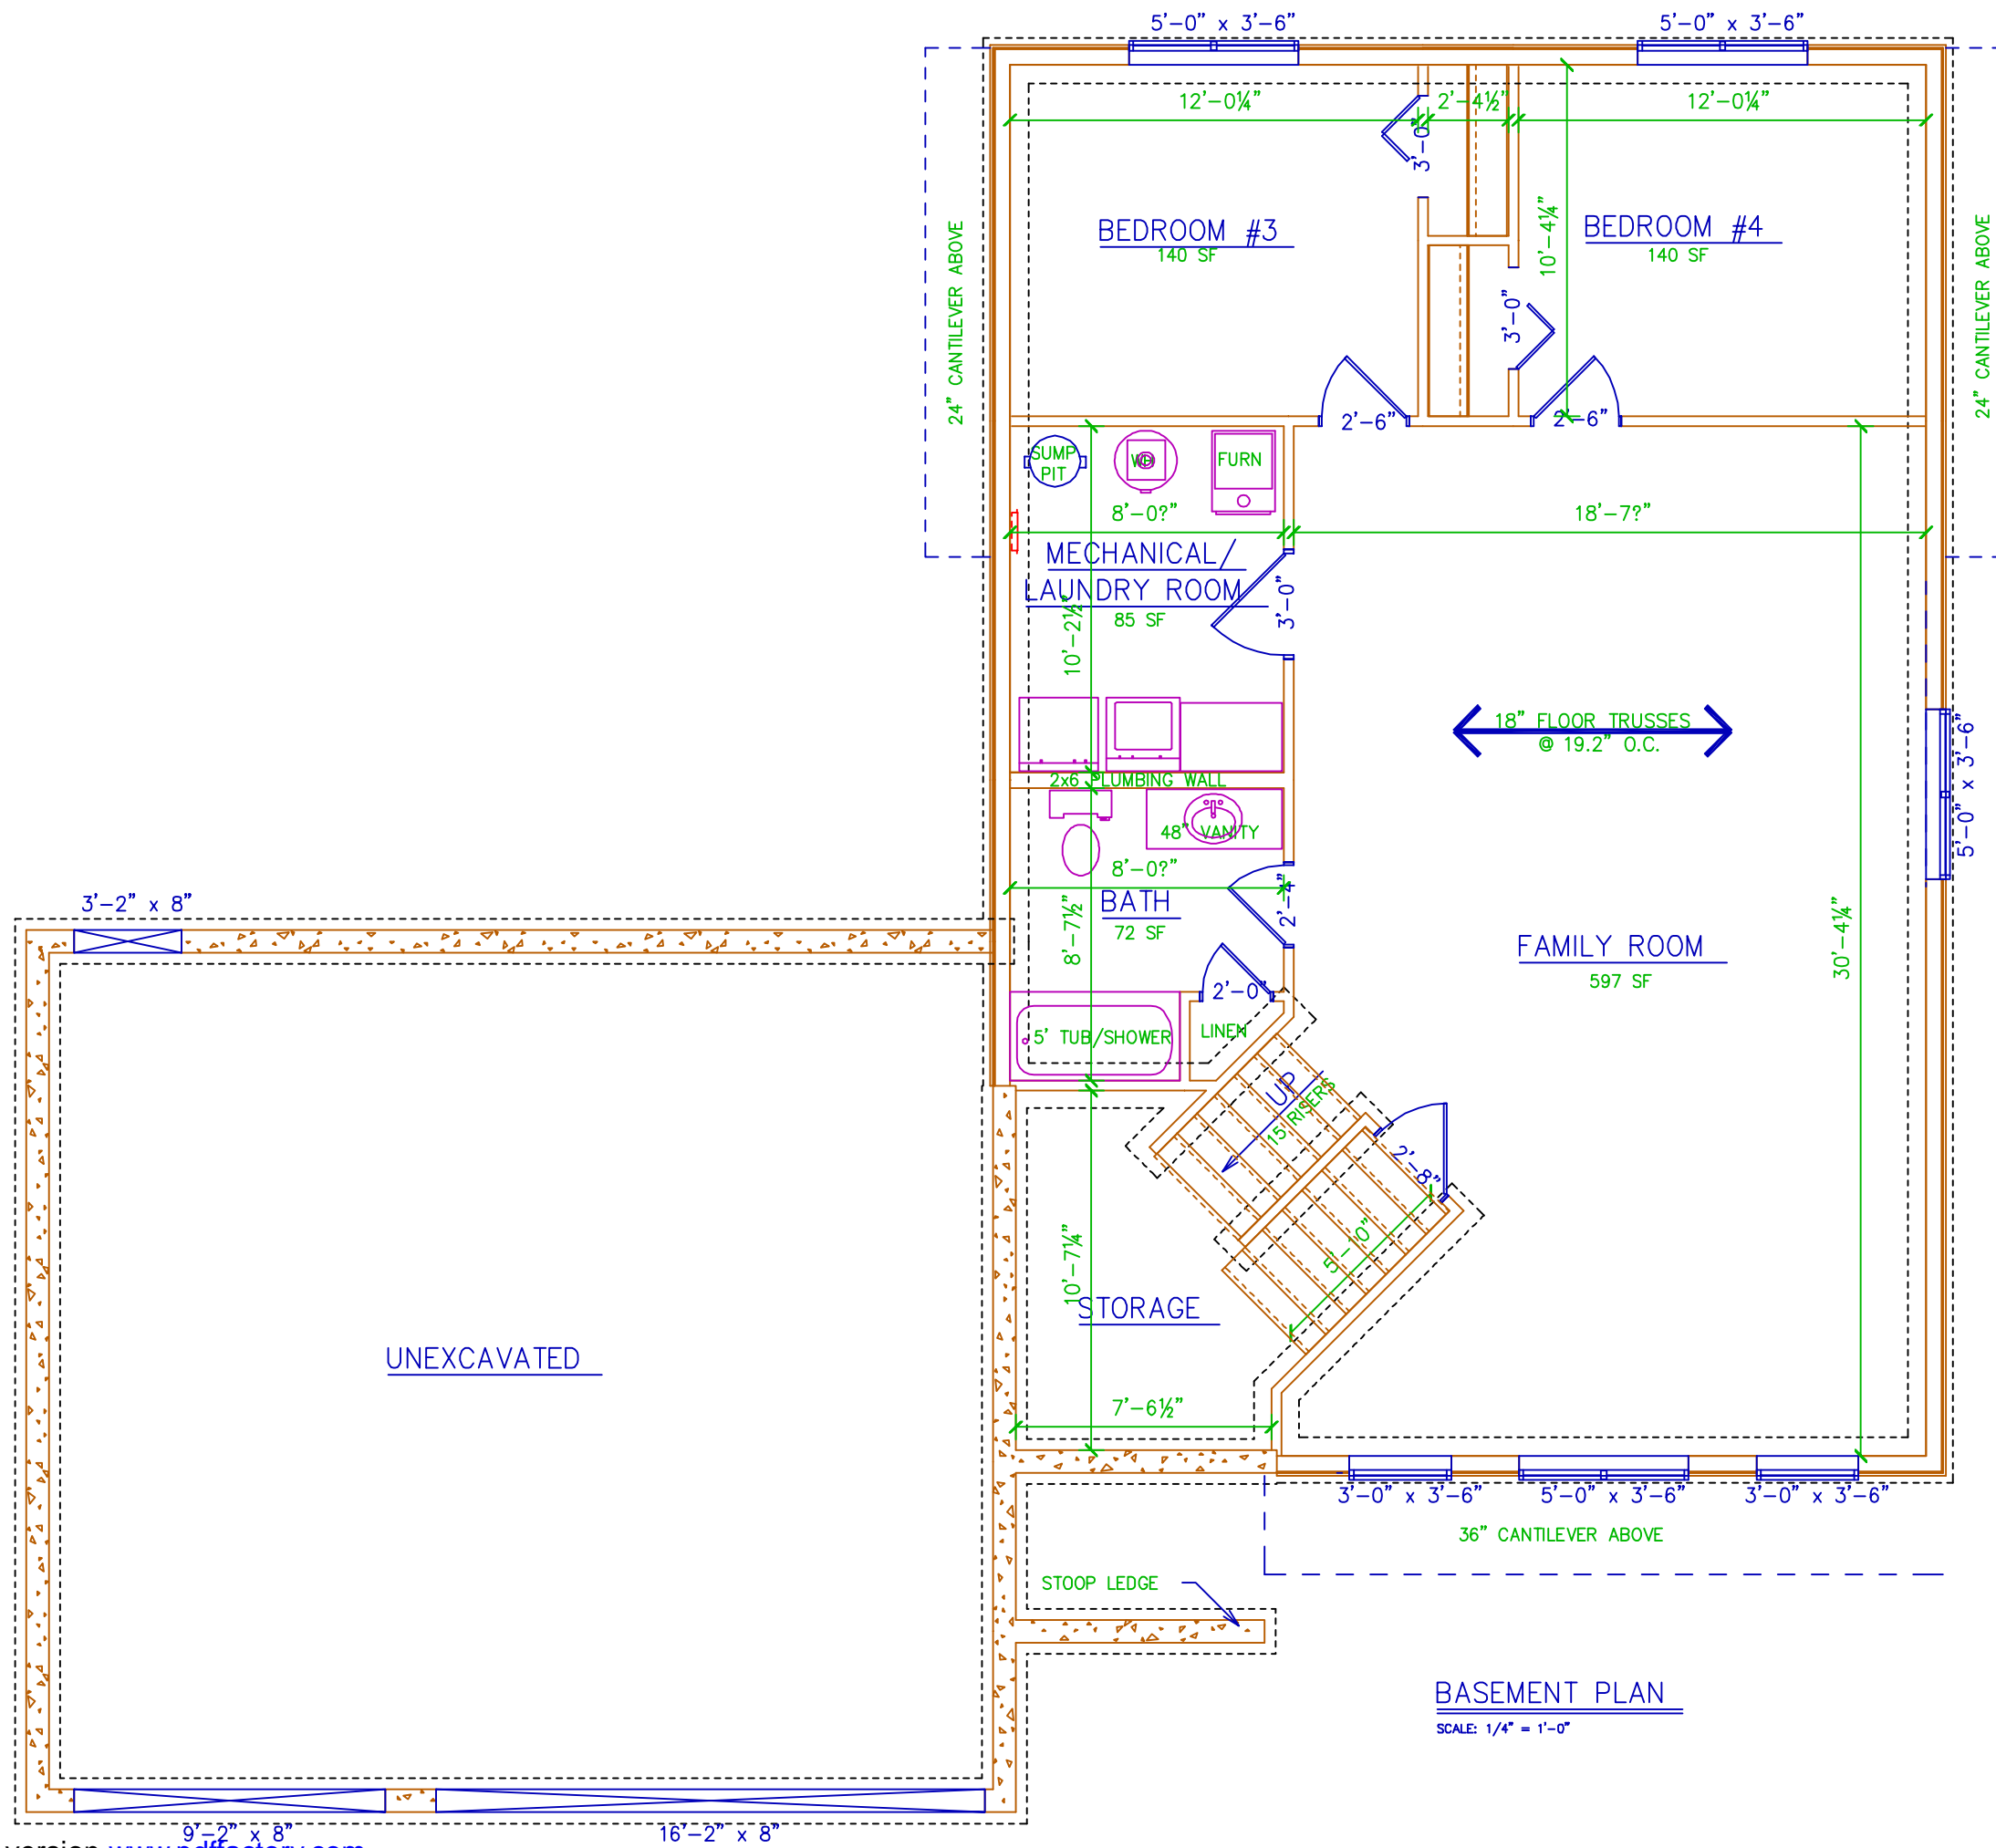 5'-0" x 3'-6"
5'-0" x 3'-6"
12'-0¼"
2'-4½"
12'-0¼"
3'-0"
BEDROOM #3
140 SF
BEDROOM #4
140 SF
10'-4¼"
24" CANTILEVER ABOVE
24" CANTILEVER ABOVE
3'-0"
2'-6"
2'-6"
SUMP
PIT
WH
FURN
8'-0?"
18'-7?"
MECHANICAL/
LAUNDRY ROOM
85 SF
3'-0"
10'-2½"
18" FLOOR TRUSSES
@ 19.2" O.C.
5'-0" x 3'-6"
2x6 PLUMBING WALL
48" VANITY
8'-0?"
BATH
72 SF
2'-4"
8'-7½"
3'-2" x 8"
FAMILY ROOM
597 SF
30'-4¼"
2'-0"
5' TUB/SHOWER
LINEN
UP
15 RISERS
2'-8"
10'-7¼"
STORAGE
UNEXCAVATED
7'-6½"
3'-0" x 3'-6"
5'-0" x 3'-6"
3'-0" x 3'-6"
36" CANTILEVER ABOVE
STOOP LEDGE
BASEMENT PLAN
SCALE: 1/4" = 1'-0"
9'-2" x 8"
16'-2" x 8"
version www.pdffactory.com